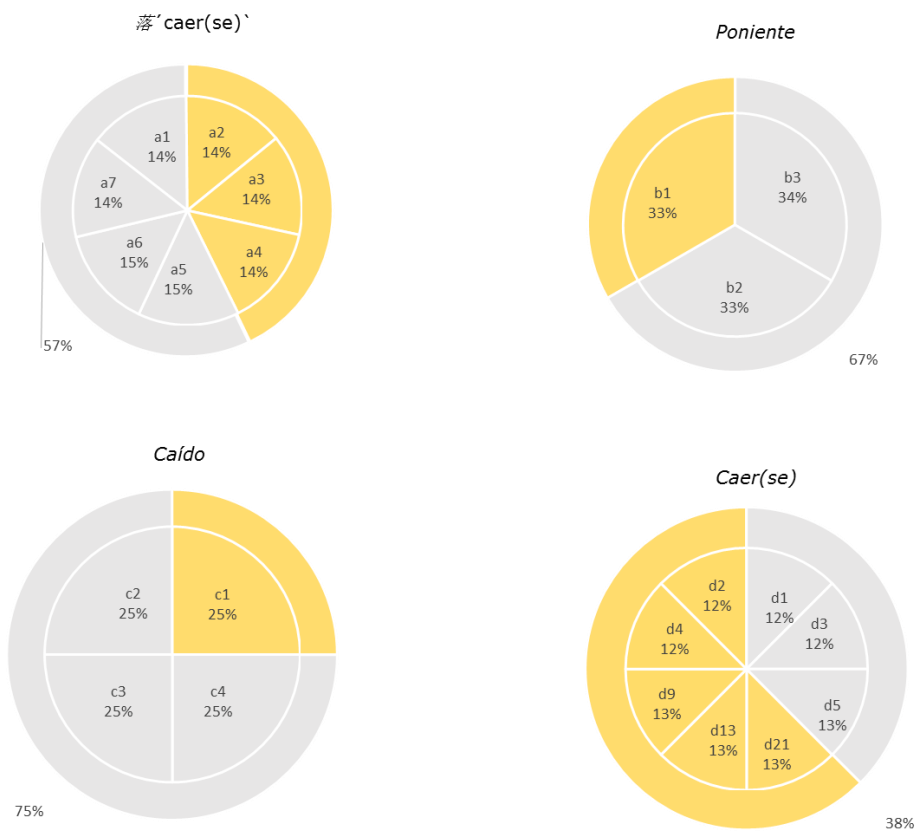 落´caer(se)`
a1
14%
a2
14%
a3
14%
a4
14%
a5
15%
a6
15%
a7
14%
57%
Poniente
b1
33%
b3
34%
b2
33%
67%
Caído
c2
25%
c1
25%
c3
25%
c4
25%
75%
Caer(se)
d2
12%
d1
12%
d4
12%
d3
12%
d9
13%
d5
13%
d13
13%
d21
13%
38%